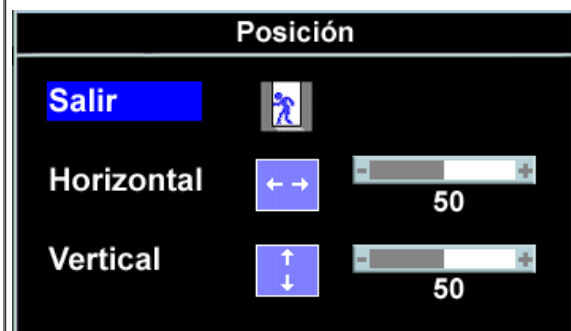 Posición
Salir
Horizontal
- +
50
Vertical
- +
50